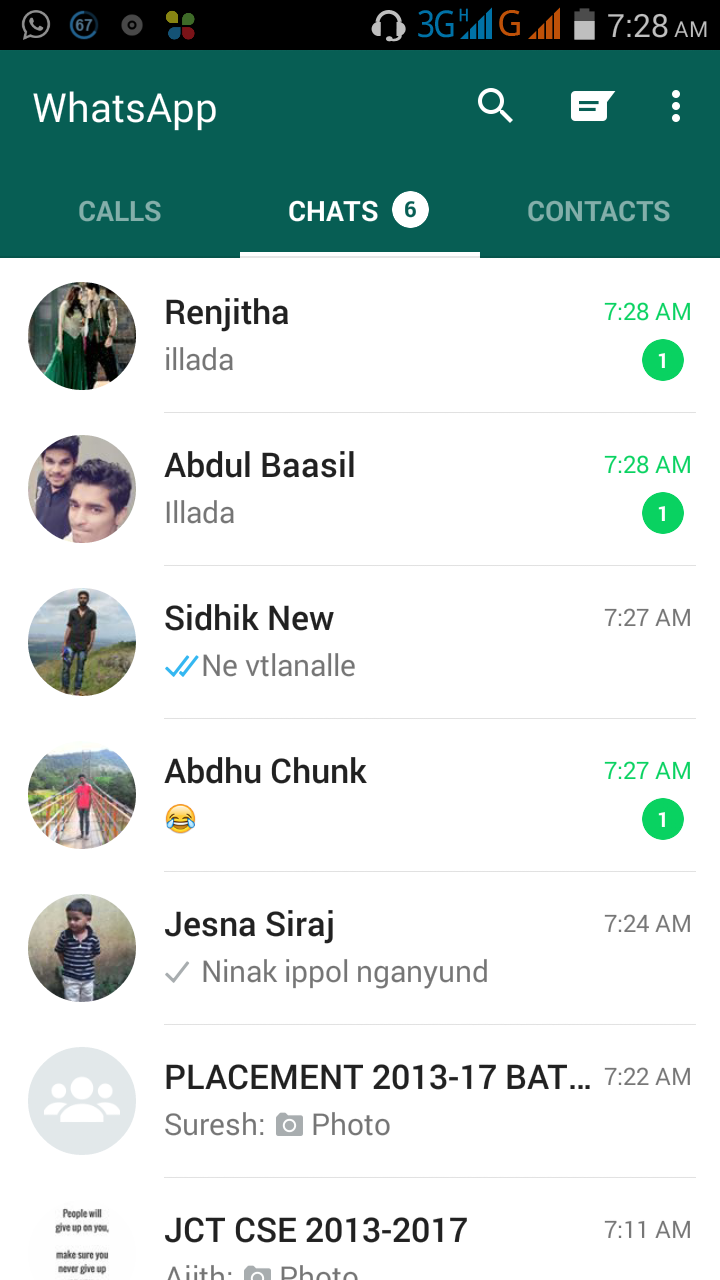 67 3G H G 7:28 AM
WhatsApp
CALLS CHATS 6 CONTACTS
Renjitha 7:28 AM
illada 1
Abdul Baasil 7:28 AM
Illada 1
Sidhik New 7:27 AM
Ne vtlanalle
Abdhu Chunk 7:27 AM
😂 1
Jesna Siraj 7:24 AM
Ninak ippol nganyund
PLACEMENT 2013-17 BAT... 7:22 AM
Suresh: Photo
People will
give up on you,
make sure you
never give up
JCT CSE 2013-2017 7:11 AM
Ajith: Photo